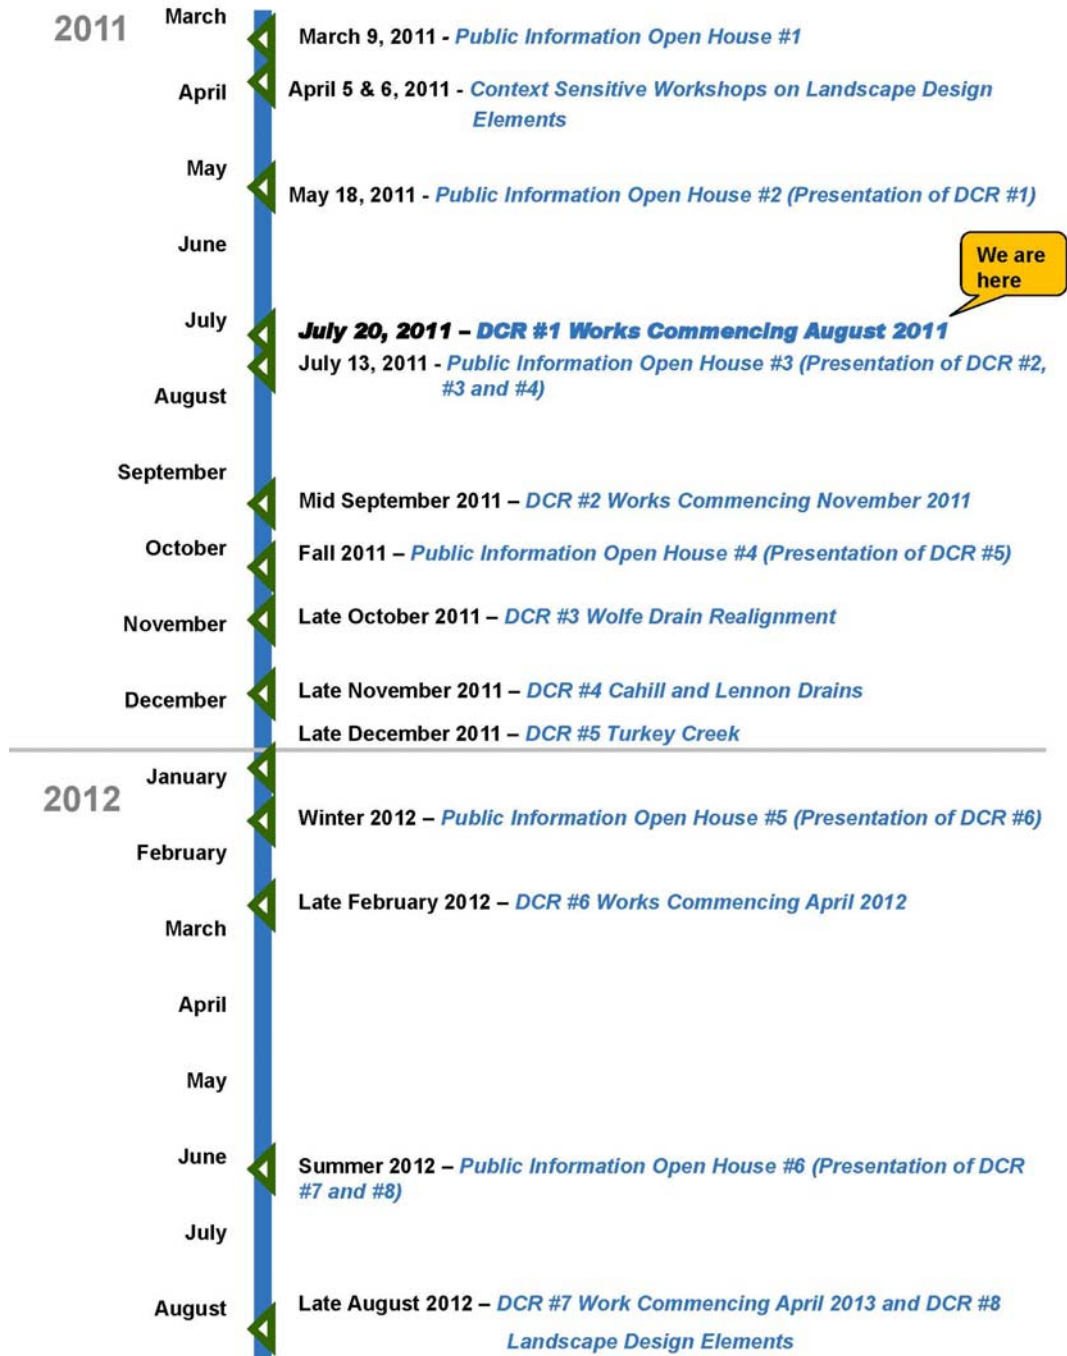 2011
March
March 9, 2011 - Public Information Open House #1
April
April 5 & 6, 2011 - Context Sensitive Workshops on Landscape Design
Elements
May
May 18, 2011 - Public Information Open House #2 (Presentation of DCR #1)
June
We are
here
July
July 20, 2011 – DCR #1 Works Commencing August 2011
July 13, 2011 - Public Information Open House #3 (Presentation of DCR #2,
#3 and #4)
August
September
Mid September 2011 – DCR #2 Works Commencing November 2011
October
Fall 2011 – Public Information Open House #4 (Presentation of DCR #5)
November
Late October 2011 – DCR #3 Wolfe Drain Realignment
December
Late November 2011 – DCR #4 Cahill and Lennon Drains
Late December 2011 – DCR #5 Turkey Creek
2012
January
Winter 2012 – Public Information Open House #5 (Presentation of DCR #6)
February
Late February 2012 – DCR #6 Works Commencing April 2012
March
April
May
June
Summer 2012 – Public Information Open House #6 (Presentation of DCR
#7 and #8)
July
August
Late August 2012 – DCR #7 Work Commencing April 2013 and DCR #8
Landscape Design Elements